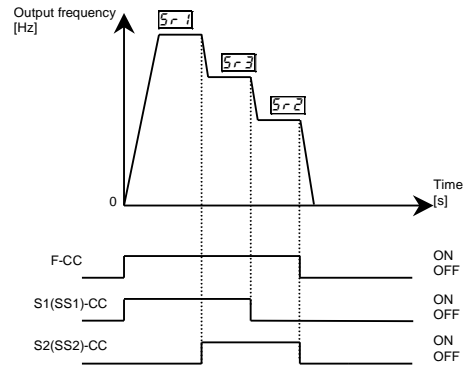 Output frequency
[Hz]
Sr1
Sr3
Sr2
0
Time
[s]
F-CC
ON
OFF
S1(SS1)-CC
ON
OFF
S2(SS2)-CC
ON
OFF